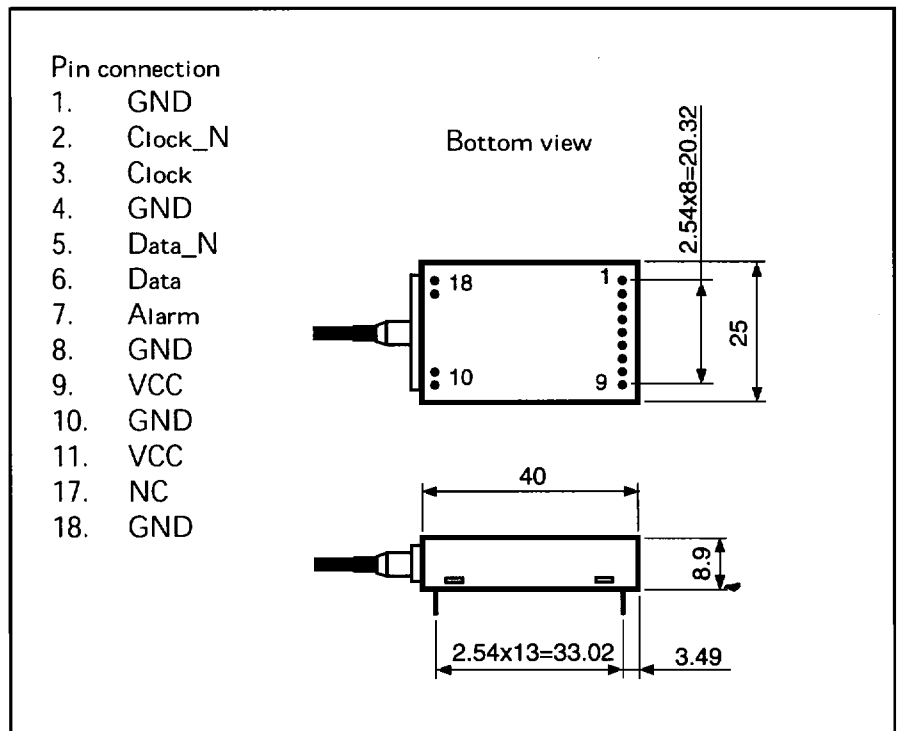 Pin connection
1. GND
2. Clock_N
3. Clock
4. GND
5. Data_N
6. Data
7. Alarm
8. GND
9. VCC
10. GND
11. VCC
17. NC
18. GND
Bottom view
2.54x8=20.32
18
1
25
10
9
40
8.9
2.54x13=33.02
3.49